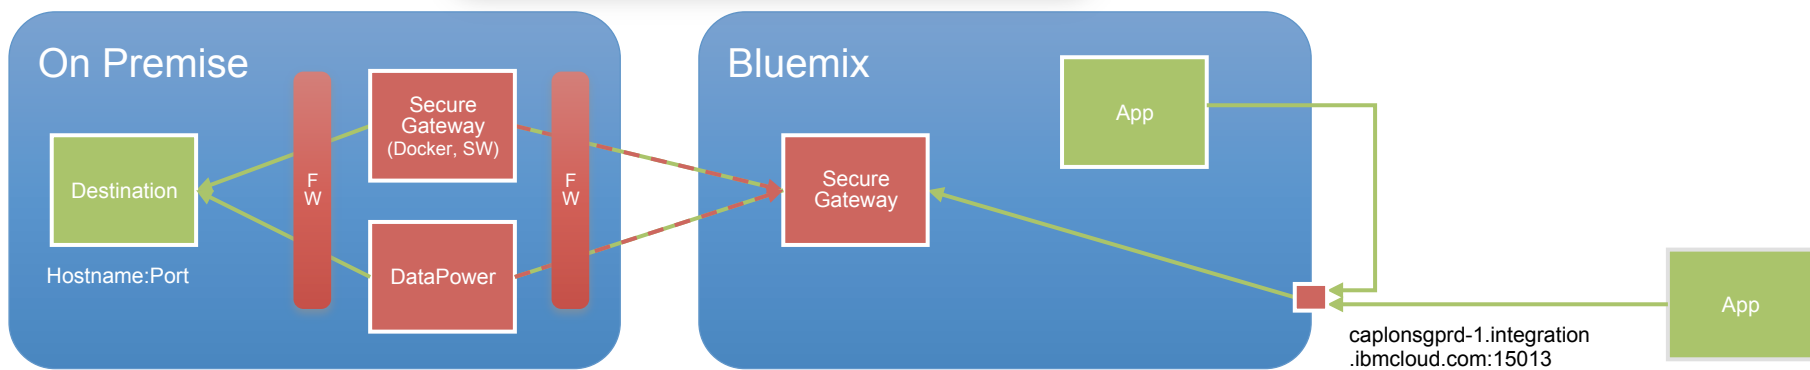 On Premise
Destination
Hostname:Port
F
W
Secure
Gateway
(Docker, SW)
DataPower
F
W
Bluemix
Secure
Gateway
App
caplonsgprd-1.integration
.ibmcloud.com:15013
App